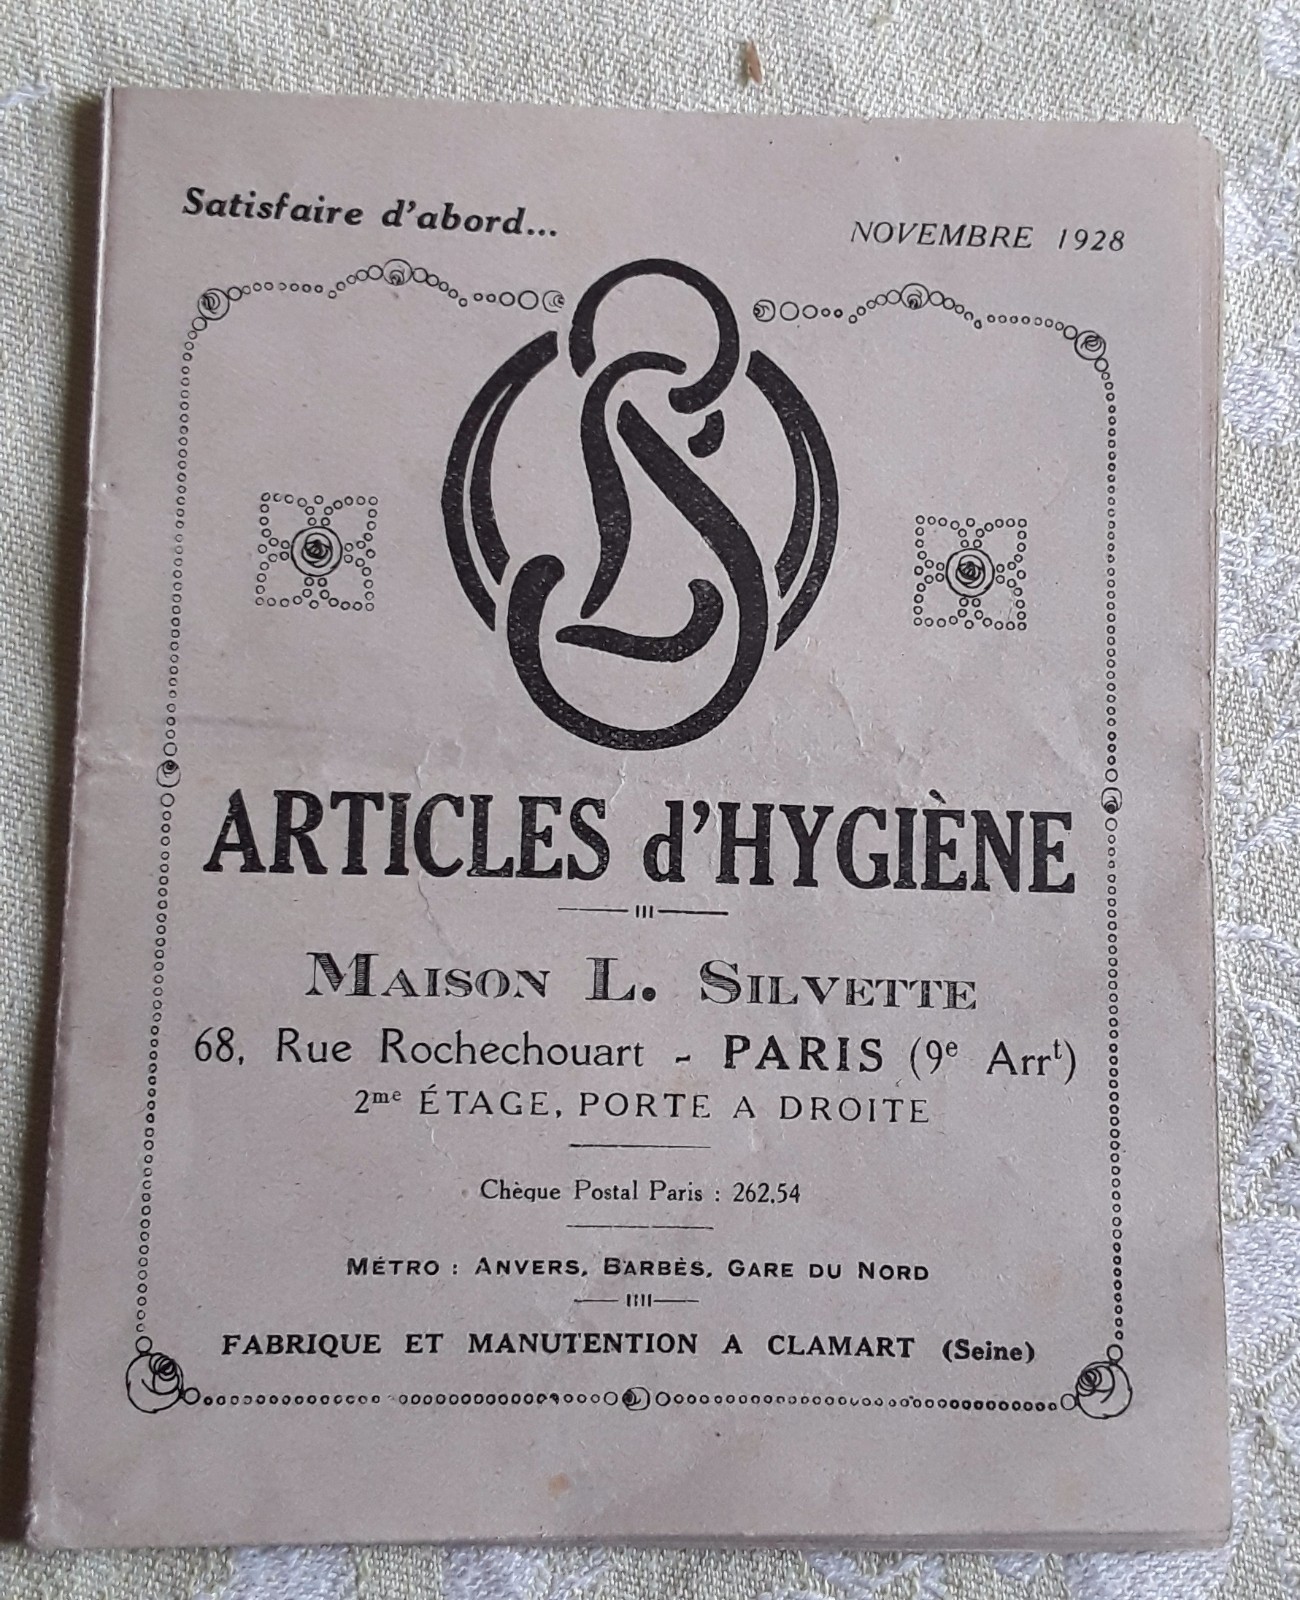 Satisfaire d'abord...
NOVEMBRE 1928
LS
ARTICLES d'HYGIÈNE
MAISON L. SILVETTE
68, Rue Rochechouart - PARIS (9e Arrt)
2me ÉTAGE, PORTE A DROITE
Chèque Postal Paris : 262,54
MÉTRO : ANVERS, BARBÈS, GARE DU NORD
FABRIQUE ET MANUTENTION A CLAMART (Seine)